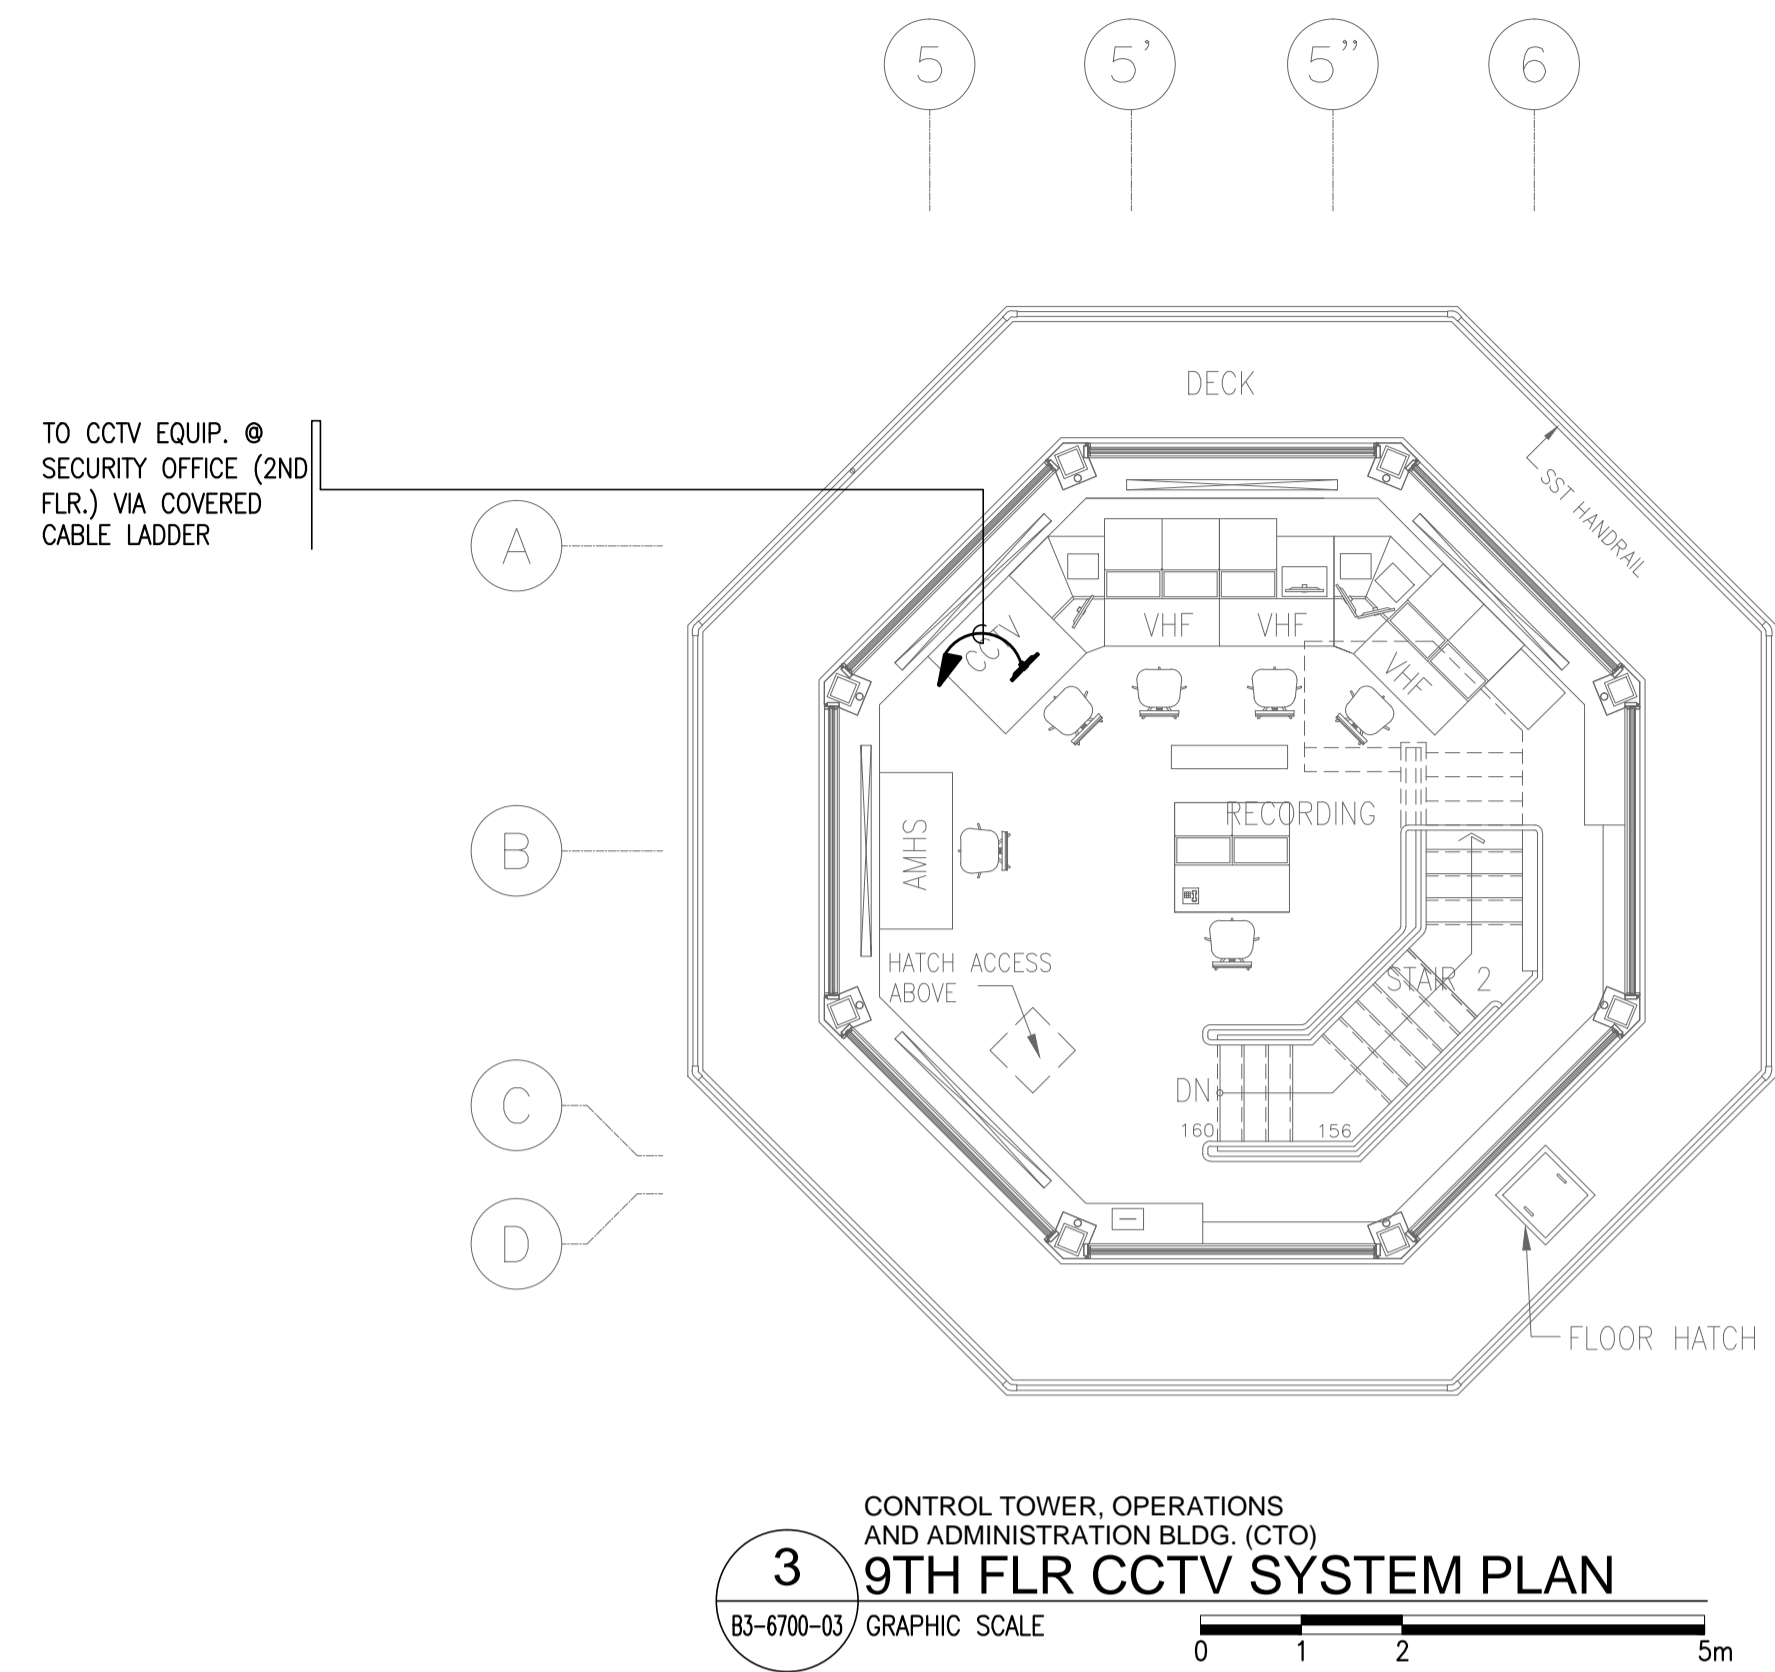 5
5'
5"
6
DECK
TO CCTV EQUIP. @
SECURITY OFFICE (2ND
FLR.) VIA COVERED
CABLE LADDER
SST HANDRAIL
A
CCTV
VHF
VHF
VHF
RECORDING
B
AMHS
HATCH ACCESS
ABOVE
STAIR 2
DN
160
156
C
D
FLOOR HATCH
CONTROL TOWER, OPERATIONS
AND ADMINISTRATION BLDG. (CTO)
3
9TH FLR CCTV SYSTEM PLAN
B3-6700-03
GRAPHIC SCALE
0 1 2 5m